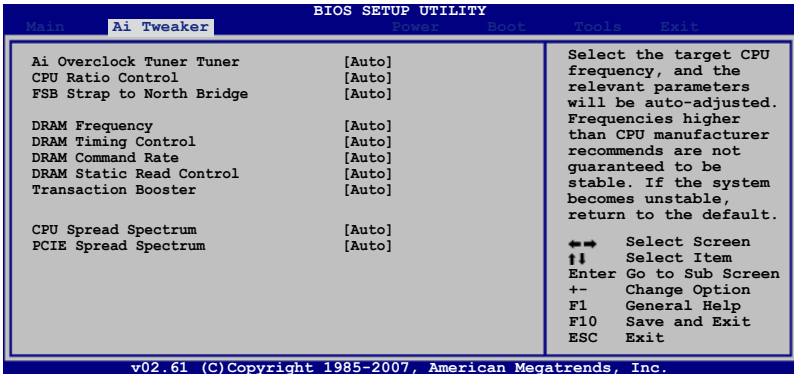 BIOS SETUP UTILITY
Main Ai Tweaker Power Boot Tools Exit
Ai Overclock Tuner Tuner [Auto]
CPU Ratio Control [Auto]
FSB Strap to North Bridge [Auto]
DRAM Frequency [Auto]
DRAM Timing Control [Auto]
DRAM Command Rate [Auto]
DRAM Static Read Control [Auto]
Transaction Booster [Auto]
CPU Spread Spectrum [Auto]
PCIE Spread Spectrum [Auto]
Select the target CPU
frequency, and the
relevant parameters
will be auto-adjusted.
Frequencies higher
than CPU manufacturer
recommends are not
guaranteed to be
stable. If the system
becomes unstable,
return to the default.
←→ Select Screen
↑↓ Select Item
Enter Go to Sub Screen
+- Change Option
F1 General Help
F10 Save and Exit
ESC Exit
v02.61 (C)Copyright 1985-2007, American Megatrends, Inc.